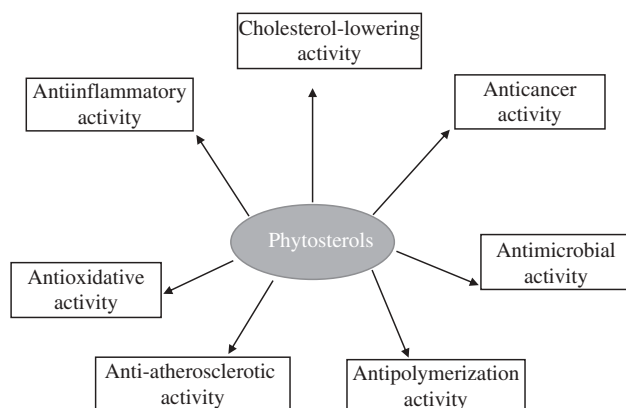 Cholesterol-lowering
activity
Antiinflammatory
activity
Anticancer
activity
Phytosterols
Antimicrobial
activity
Antioxidative
activity
Anti-atherosclerotic
activity
Antipolymerization
activity